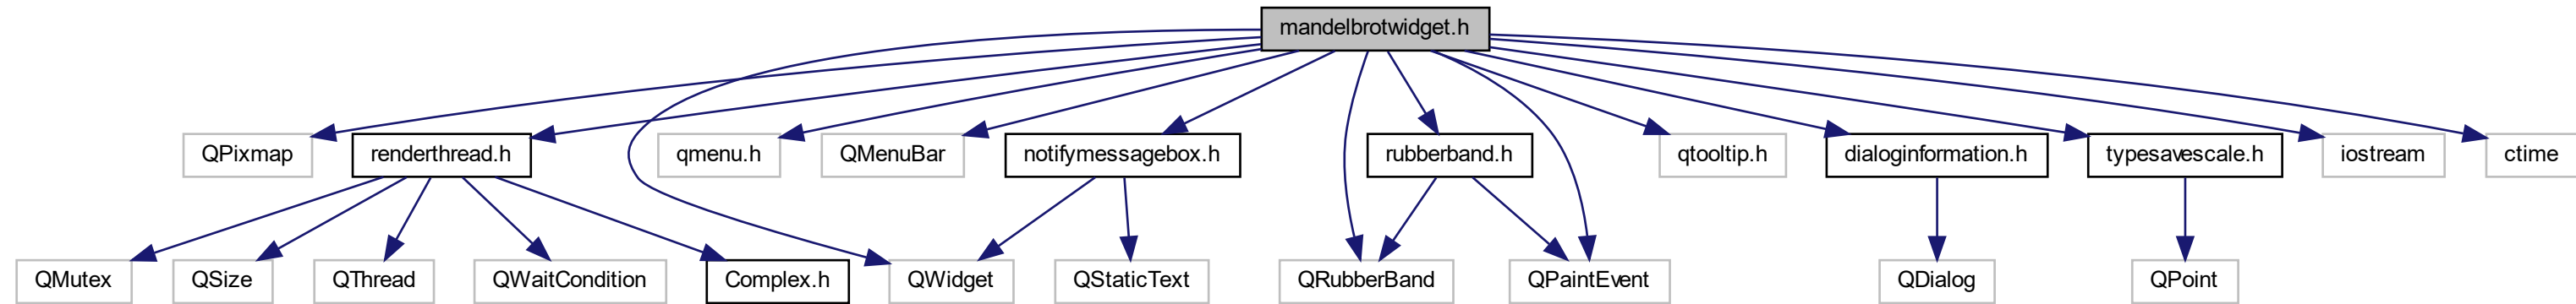 mandelbrotwidget.h
QPixmap
renderthread.h
qmenu.h
QMenuBar
notifymessagebox.h
rubberband.h
qtooltip.h
dialoginformation.h
typesavescale.h
iostream
ctime
QMutex
QSize
QThread
QWaitCondition
Complex.h
QWidget
QStaticText
QRubberBand
QPaintEvent
QDialog
QPoint